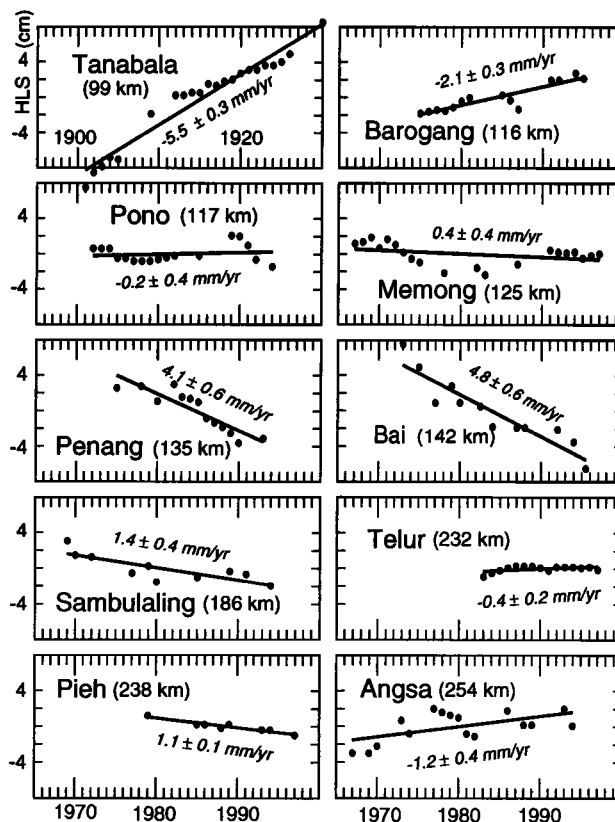 HLS (cm)
4
-4
Tanabala
(99 km)
-5.5 ± 0.3 mm/yr
1900
1920
-2.1 ± 0.3 mm/yr
Barogang (116 km)
4
-4
Pono (117 km)
-0.2 ± 0.4 mm/yr
0.4 ± 0.4 mm/yr
Memong (125 km)
4
-4
4.1 ± 0.6 mm/yr
Penang (135 km)
4.8 ± 0.6 mm/yr
Bai (142 km)
4
-4
1.4 ± 0.4 mm/yr
Sambulaling (186 km)
Telur (232 km)
-0.4 ± 0.2 mm/yr
4
-4
Pieh (238 km)
1.1 ± 0.1 mm/yr
Angsa (254 km)
-1.2 ± 0.4 mm/yr
1970
1980
1990
1970
1980
1990